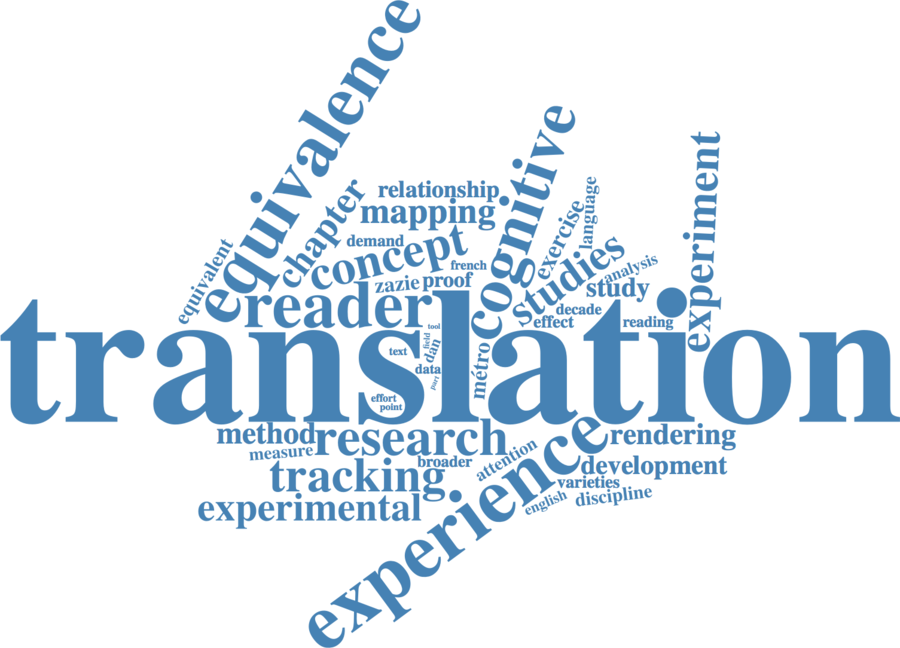 equivalence
cognitive
experiment
relationship
mapping
chapter
language
exercise
demand
concept
studies
equivalent
french
analysis
zazie
proof
study
reader
decade
effect
reading
tool
field
dan
text
data
part
métro
translation
effort
point
method
research
rendering
measure
broader
attention
development
tracking
varieties
experience
english
discipline
experimental